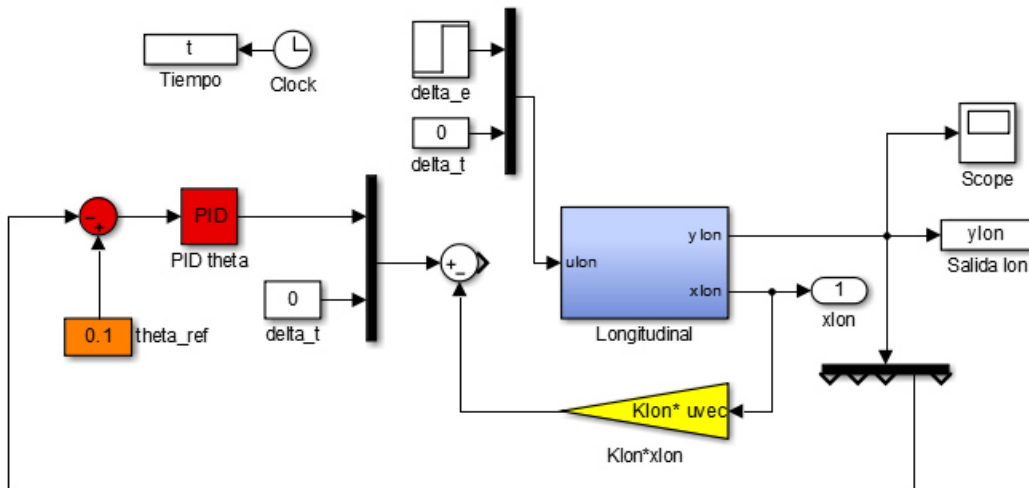 t
Tiempo
Clock
delta_e
0
delta_t
Scope
PID
PID theta
- +
0.1
theta_ref
0
delta_t
+ -
ulon
y lon
xlon
Longitudinal
ylon
Salida lon
1
xlon
Klon* uvec
Klon*xlon